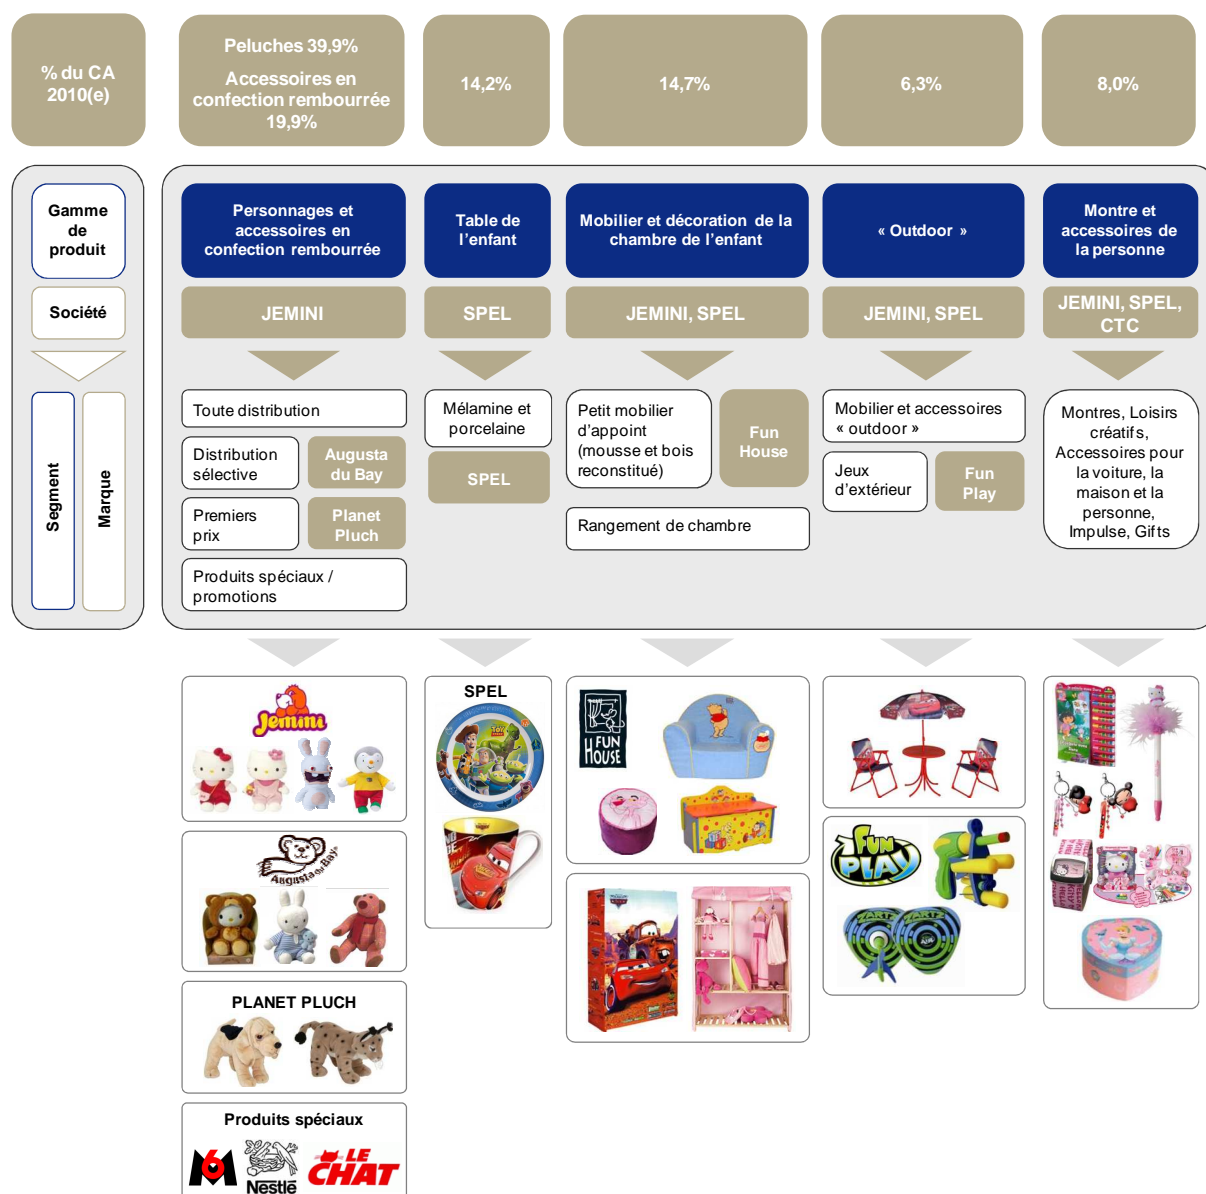 % du CA
2010(e)
Peluches 39,9%
Accessoires en
confection rembourrée
19,9%
14,2%
14,7%
6,3%
8,0%
Gamme
de
produit
Personnages et
accessoires en
confection rembourrée
Table de
l'enfant
Mobilier et décoration de la
chambre de l'enfant
« Outdoor »
Montre et
accessoires de
la personne
Société
JEMINI
SPEL
JEMINI, SPEL
JEMINI, SPEL
JEMINI, SPEL,
CTC
Segment
Marque
Toute distribution
Distribution
sélective
Augusta
du Bay
Premiers
prix
Planet
Pluch
Produits spéciaux /
promotions
Mélamine et
porcelaine
SPEL
Petit mobilier
d'appoint
(mousse et bois
reconstitué)
Fun
House
Rangement de chambre
Mobilier et accessoires
« outdoor »
Jeux
d'extérieur
Fun
Play
Montres, Loisirs
créatifs,
Accessoires pour
la voiture, la
maison et la
personne,
Impulse, Gifts
Jemini
Augusta du Bay
PLANET PLUCH
Produits spéciaux
M6
Nestlé
LE
CHAT
SPEL
TOY
FUN
HOUSE
FUN
PLAY
ZARTZ
ZARTZ